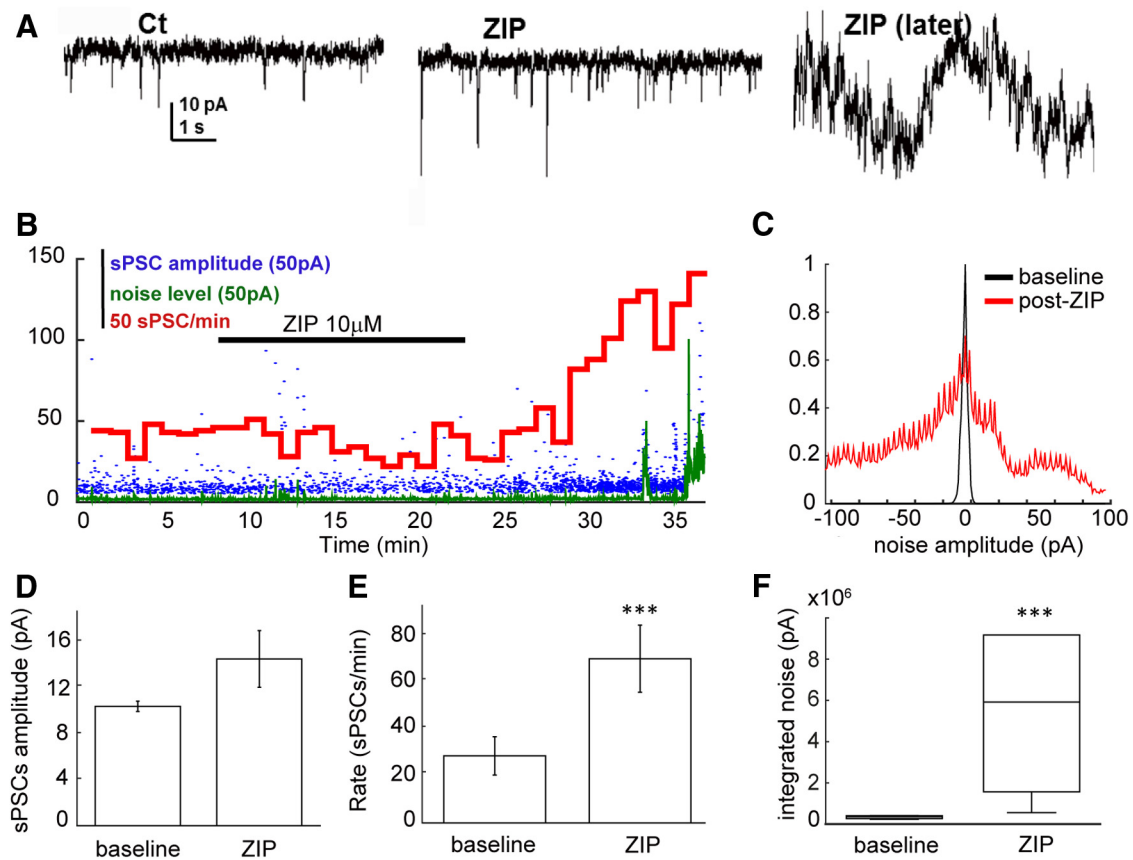 A
Ct
ZIP
ZIP (later)
10 pA
1 s
B
150
100
50
0
sPSC amplitude (50pA)
noise level (50pA)
50 sPSC/min
ZIP 10μM
0 5 10 15 20 25 30 35
Time (min)
C
1
0.8
0.6
0.4
0.2
0
baseline
post-ZIP
-100 -50 0 50 100
noise amplitude (pA)
D
sPSCs amplitude (pA)
16
12
8
4
0
baseline ZIP
E
Rate (sPSCs/min)
80
60
40
20
0
***
baseline ZIP
F
integrated noise (pA)
x10⁶
8
6
4
2
0
***
baseline ZIP